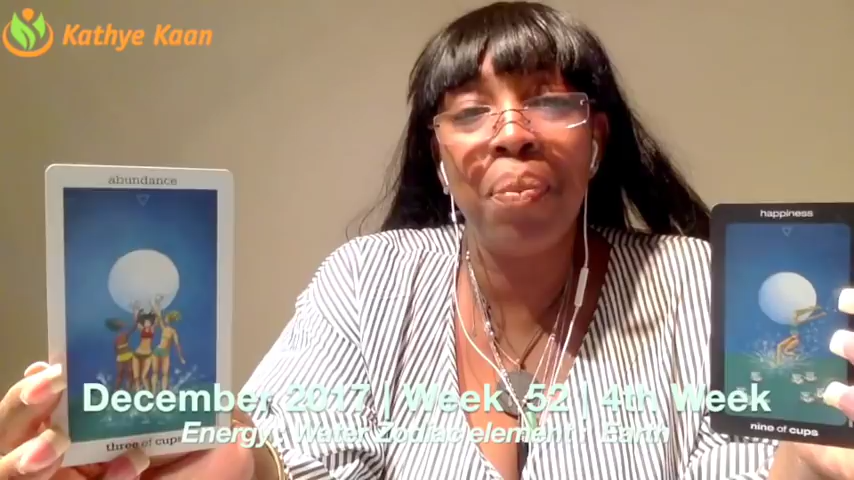 Kathye Kaan
abundance
happiness
December 2017 | Week 52 | 4th Week
Energy: Water Zodiac element : Earth
three of cups
nine of cups